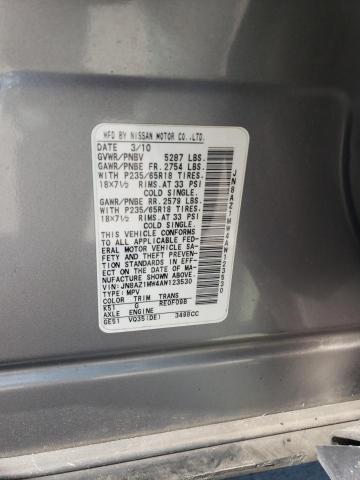 MFG BY NISSAN MOTOR CO.,LTD.
DATE 3/10
GVWR/PNBV 5287 LBS.
GAWR/PNBE FR. 2754 LBS.
WITH P235/65R18 TIRES.
18x7½ RIMS.AT 33 PSI
COLD SINGLE.
GAWR/PNBE RR. 2579 LBS.
WITH P235/65R18 TIRES.
18x7½ RIMS.AT 33 PSI
COLD SINGLE.
THIS VEHICLE CONFORMS
TO ALL APPLICABLE FED-
ERAL MOTOR VEHICLE SA-
FETY AND THEFT PREVEN-
TION STANDARDS IN EFF-
ECT ON THE DATE OF MA-
NUFACTURE SHOWN ABOVE.
VIN:JN8AZ1MW4AW123530
TYPE:MPV
COLOR TRIM TRANS
K51 G RE0F09B
AXLE ENGINE
GE51 VQ35(DE) 3498CC
JN8AZ1MW4AW123530